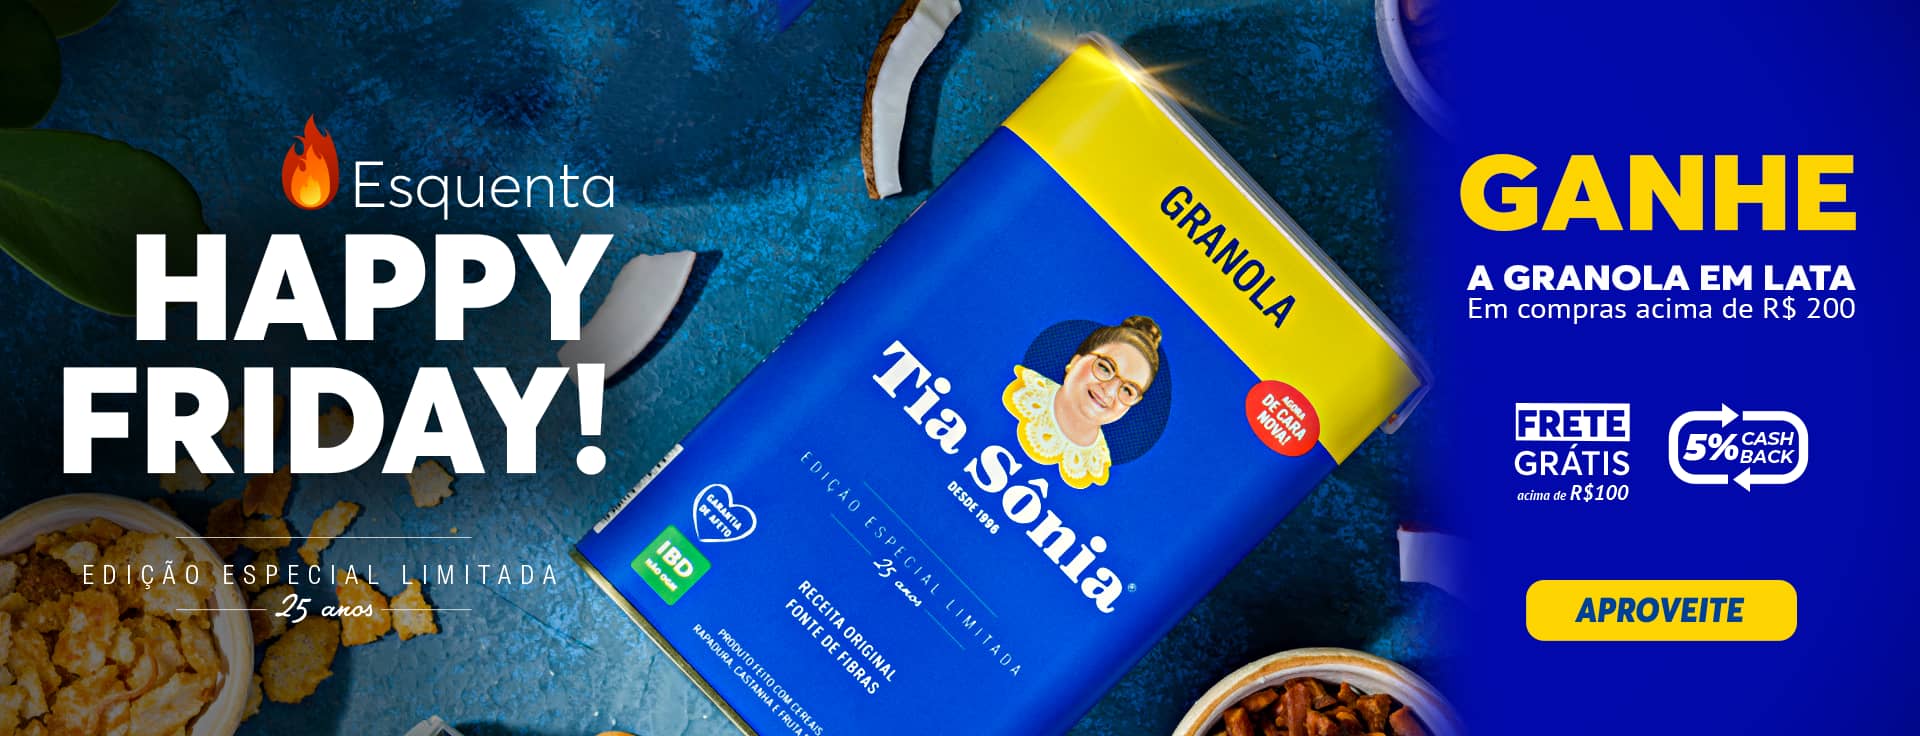 Esquenta
HAPPY
FRIDAY!
EDIÇÃO ESPECIAL LIMITADA
25 anos
GRANOLA
AGORA
DE CARA
NOVA!
Tia Sônia
DESDE 1996
EDIÇÃO ESPECIAL LIMITADA
25 anos
GARANTIA
DE AFETO
IBD
NÃO OGM
RECEITA ORIGINAL
FONTE DE FIBRAS
PRODUTO FEITO COM CEREAIS,
RAPADURA, CASTANHA E FRUTA
GANHE
A GRANOLA EM LATA
Em compras acima de R$ 200
FRETE
GRÁTIS
acima de R$100
5% CASH
BACK
APROVEITE